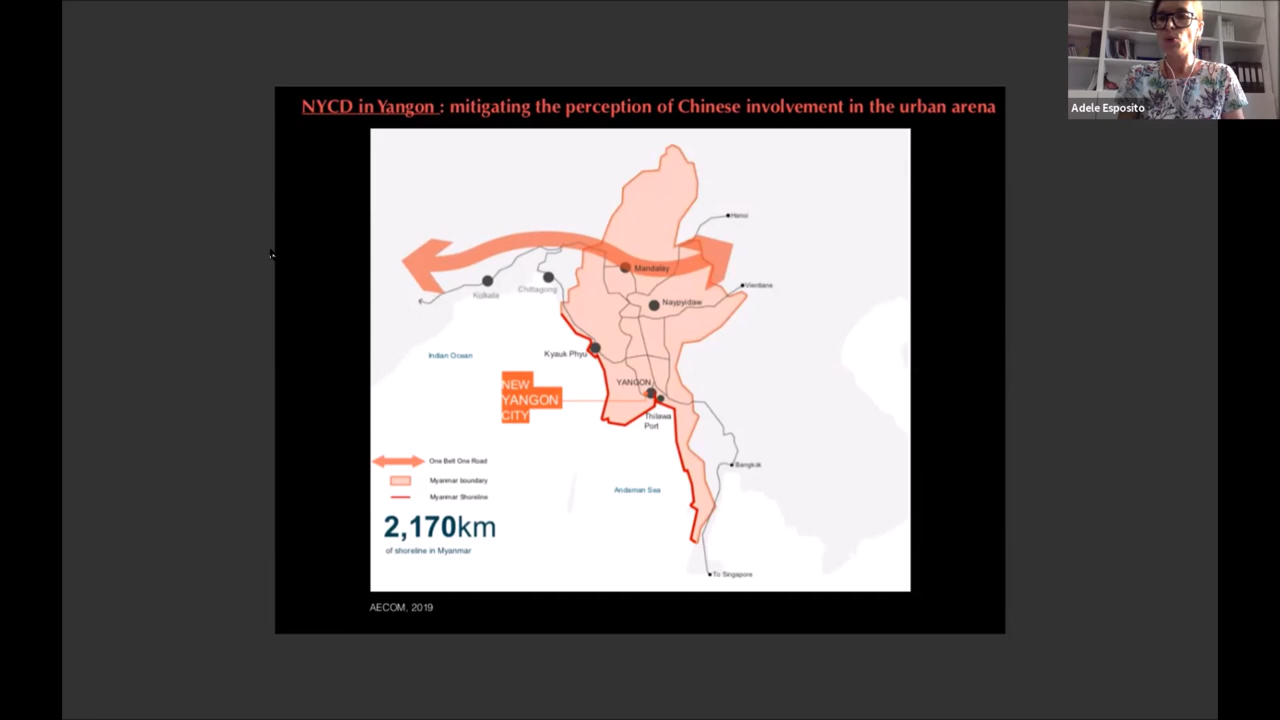 Adele Esposito
NYCD in Yangon : mitigating the perception of Chinese involvement in the urban arena
Hanoi
Mandalay
Vientiane
Kolkata
Chittagong
Naypyidaw
Indian Ocean
Kyauk Phyu
NEW
YANGON
CITY
YANGON
Thilawa
Port
One Belt One Road
Bangkok
Myanmar boundary
Andaman Sea
Myanmar Shoreline
2,170km
of shoreline in Myanmar
To Singapore
AECOM, 2019